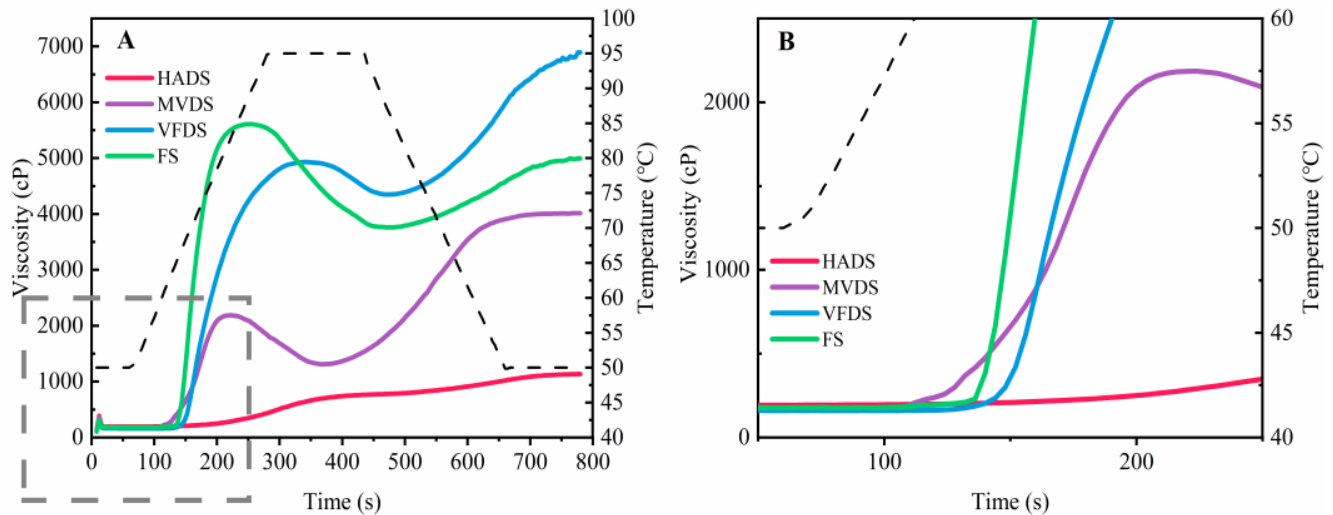 A
HADS
MVDS
VFDS
FS
Viscosity (cP)
7000
6000
5000
4000
3000
2000
1000
0
Temperature (℃)
100
95
90
85
80
75
70
65
60
55
50
45
40
0 100 200 300 400 500 600 700 800
Time (s)
B
HADS
MVDS
VFDS
FS
Viscosity (cP)
2000
1000
0
Temperature (℃)
60
55
50
45
40
100 200
Time (s)